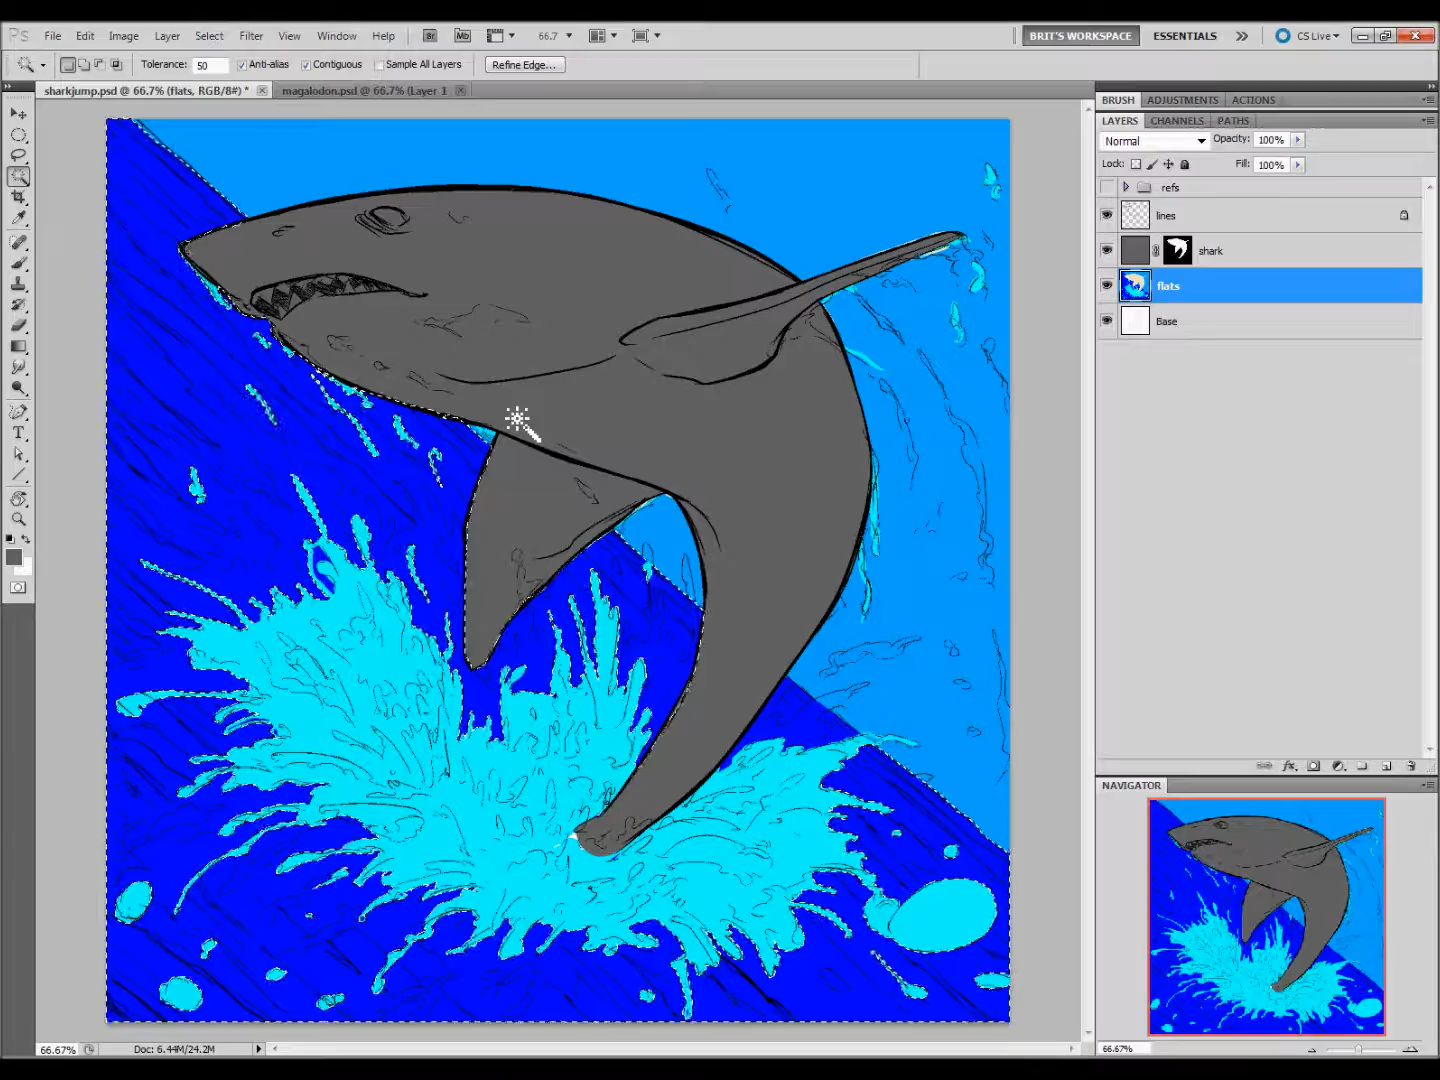 Ps File Edit Image Layer Select Filter View Window Help Br Mb 66.7 BRIT'S WORKSPACE ESSENTIALS CS Live
Tolerance: 50 Anti-alias Contiguous Sample All Layers Refine Edge...
sharkjump.psd @ 66.7% (flats, RGB/8#) * magalodon.psd @ 66.7% (Layer 1
BRUSH ADJUSTMENTS ACTIONS
LAYERS CHANNELS PATHS
Normal Opacity: 100%
Lock: Fill: 100%
refs
lines
shark
flats
Base
NAVIGATOR
66.67%
66.67% Doc: 6.44M/24.2M